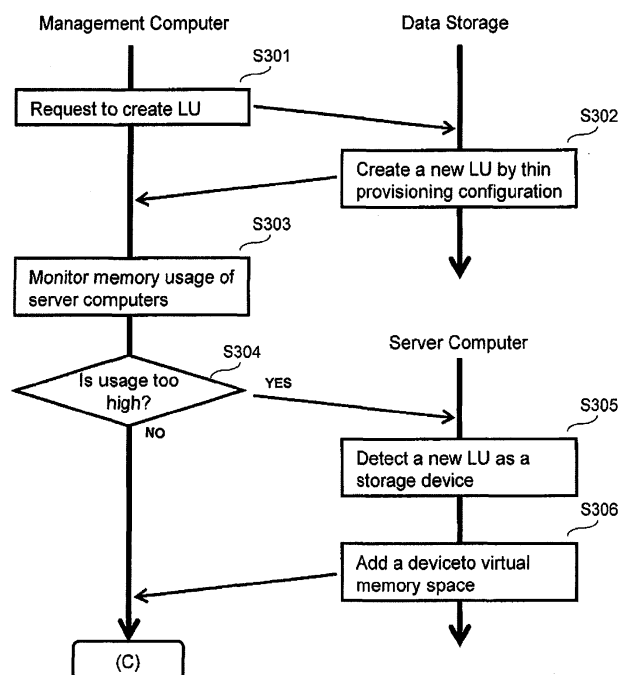 Management Computer
Data Storage
S301
Request to create LU
S302
Create a new LU by thin
provisioning configuration
S303
Monitor memory usage of
server computers
Server Computer
S304
Is usage too
high?
YES
NO
S305
Detect a new LU as a
storage device
S306
Add a deviceto virtual
memory space
(C)